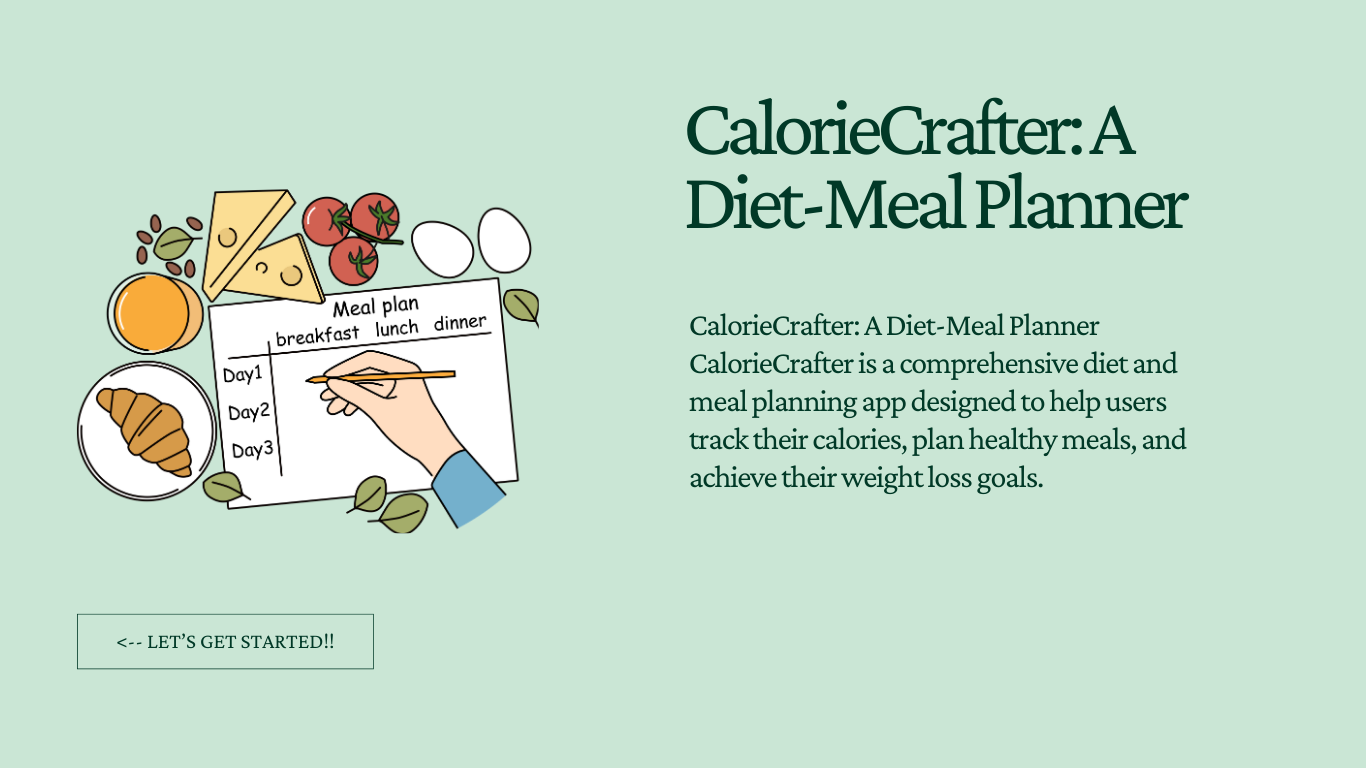 CalorieCrafter: A
Diet-Meal Planner
CalorieCrafter: A Diet-Meal Planner
CalorieCrafter is a comprehensive diet and
meal planning app designed to help users
track their calories, plan healthy meals, and
achieve their weight loss goals.
Meal plan
breakfast lunch dinner
Day1
Day2
Day3
<-- LET’S GET STARTED!!